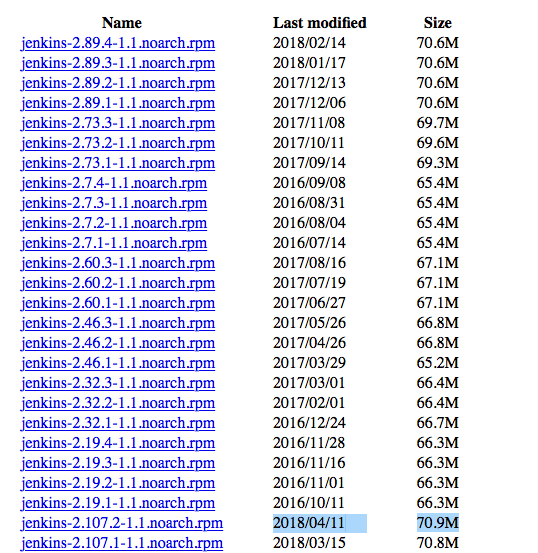 Name Last modified Size
jenkins-2.89.4-1.1.noarch.rpm 2018/02/14 70.6M
jenkins-2.89.3-1.1.noarch.rpm 2018/01/17 70.6M
jenkins-2.89.2-1.1.noarch.rpm 2017/12/13 70.6M
jenkins-2.89.1-1.1.noarch.rpm 2017/12/06 70.6M
jenkins-2.73.3-1.1.noarch.rpm 2017/11/08 69.7M
jenkins-2.73.2-1.1.noarch.rpm 2017/10/11 69.6M
jenkins-2.73.1-1.1.noarch.rpm 2017/09/14 69.3M
jenkins-2.7.4-1.1.noarch.rpm 2016/09/08 65.4M
jenkins-2.7.3-1.1.noarch.rpm 2016/08/31 65.4M
jenkins-2.7.2-1.1.noarch.rpm 2016/08/04 65.4M
jenkins-2.7.1-1.1.noarch.rpm 2016/07/14 65.4M
jenkins-2.60.3-1.1.noarch.rpm 2017/08/16 67.1M
jenkins-2.60.2-1.1.noarch.rpm 2017/07/19 67.1M
jenkins-2.60.1-1.1.noarch.rpm 2017/06/27 67.1M
jenkins-2.46.3-1.1.noarch.rpm 2017/05/26 66.8M
jenkins-2.46.2-1.1.noarch.rpm 2017/04/26 66.8M
jenkins-2.46.1-1.1.noarch.rpm 2017/03/29 65.2M
jenkins-2.32.3-1.1.noarch.rpm 2017/03/01 66.4M
jenkins-2.32.2-1.1.noarch.rpm 2017/02/01 66.4M
jenkins-2.32.1-1.1.noarch.rpm 2016/12/24 66.7M
jenkins-2.19.4-1.1.noarch.rpm 2016/11/28 66.3M
jenkins-2.19.3-1.1.noarch.rpm 2016/11/16 66.3M
jenkins-2.19.2-1.1.noarch.rpm 2016/11/01 66.3M
jenkins-2.19.1-1.1.noarch.rpm 2016/10/11 66.3M
jenkins-2.107.2-1.1.noarch.rpm 2018/04/11 70.9M
jenkins-2.107.1-1.1.noarch.rpm 2018/03/15 70.8M